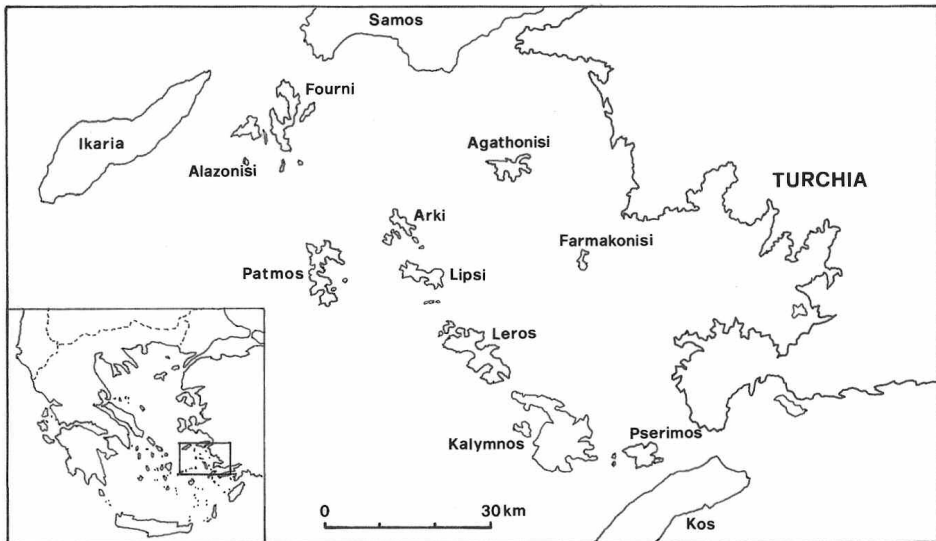 Samos
Fourni
Ikaria
Alazonisi
Agathonisi
TURCHIA
Arki
Farmakonisi
Patmos
Lipsi
Leros
Kalymnos
Pserimos
0 30 km
Kos